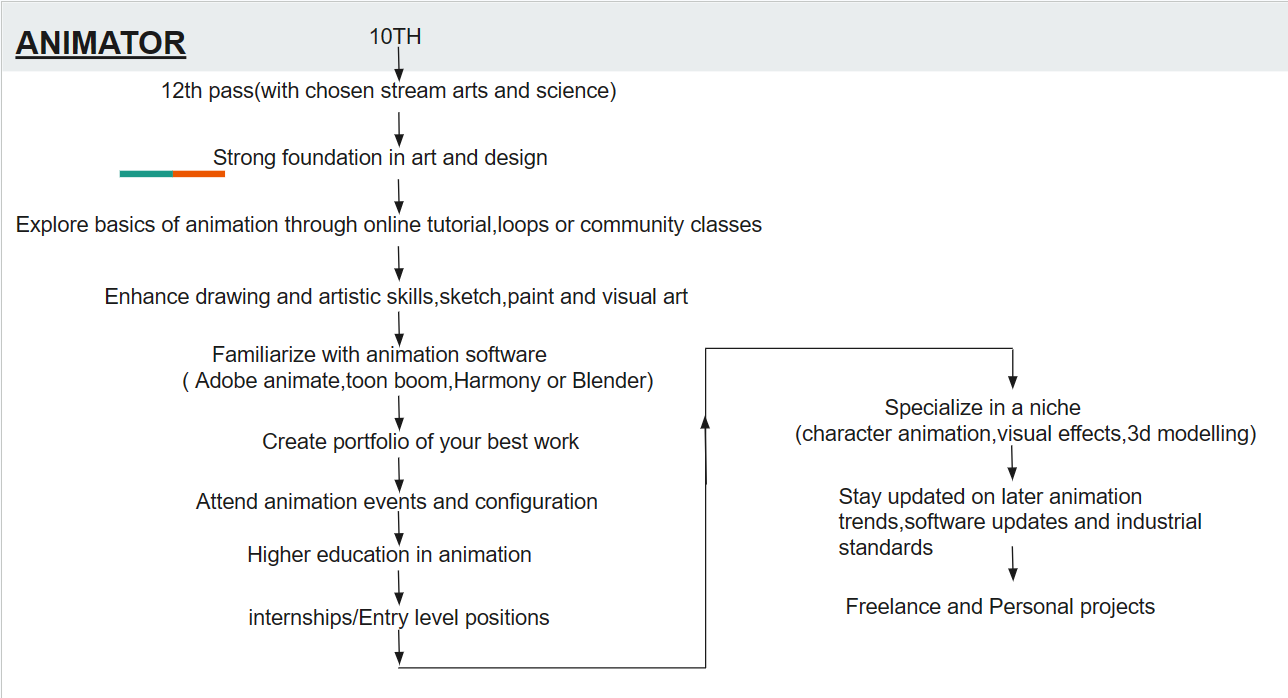 ANIMATOR
10TH
12th pass(with chosen stream arts and science)
Strong foundation in art and design
Explore basics of animation through online tutorial,loops or community classes
Enhance drawing and artistic skills,sketch,paint and visual art
Familiarize with animation software
( Adobe animate,toon boom,Harmony or Blender)
Create portfolio of your best work
Attend animation events and configuration
Higher education in animation
internships/Entry level positions
Specialize in a niche
(character animation,visual effects,3d modelling)
Stay updated on later animation
trends,software updates and industrial
standards
Freelance and Personal projects